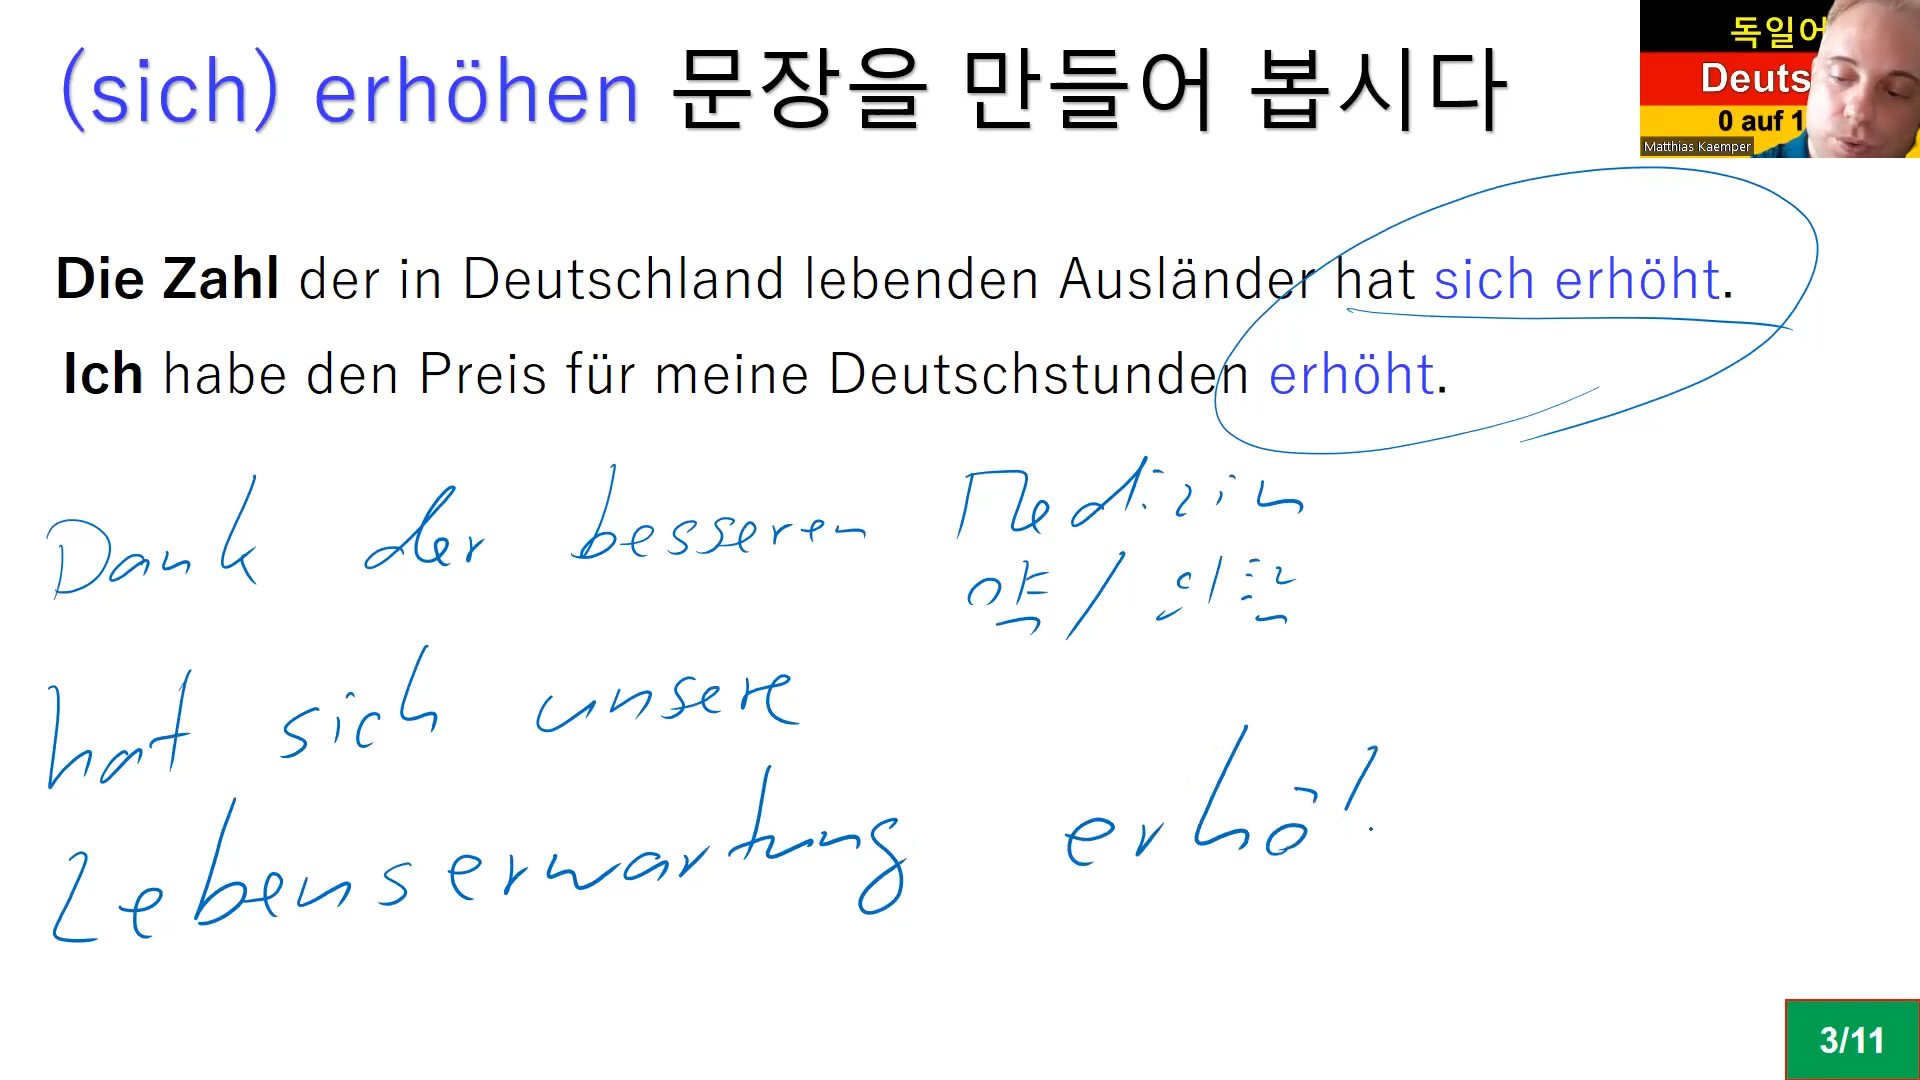 (sich) erhöhen 문장을 만들어 봅시다
독일어
Deuts
0 auf 1
Matthias Kaemper
Die Zahl der in Deutschland lebenden Ausländer hat sich erhöht.
Ich habe den Preis für meine Deutschstunden erhöht.
Dank der besseren Medizin
약 / 의료
hat sich unsere
Lebenserwartung erhö
3/11